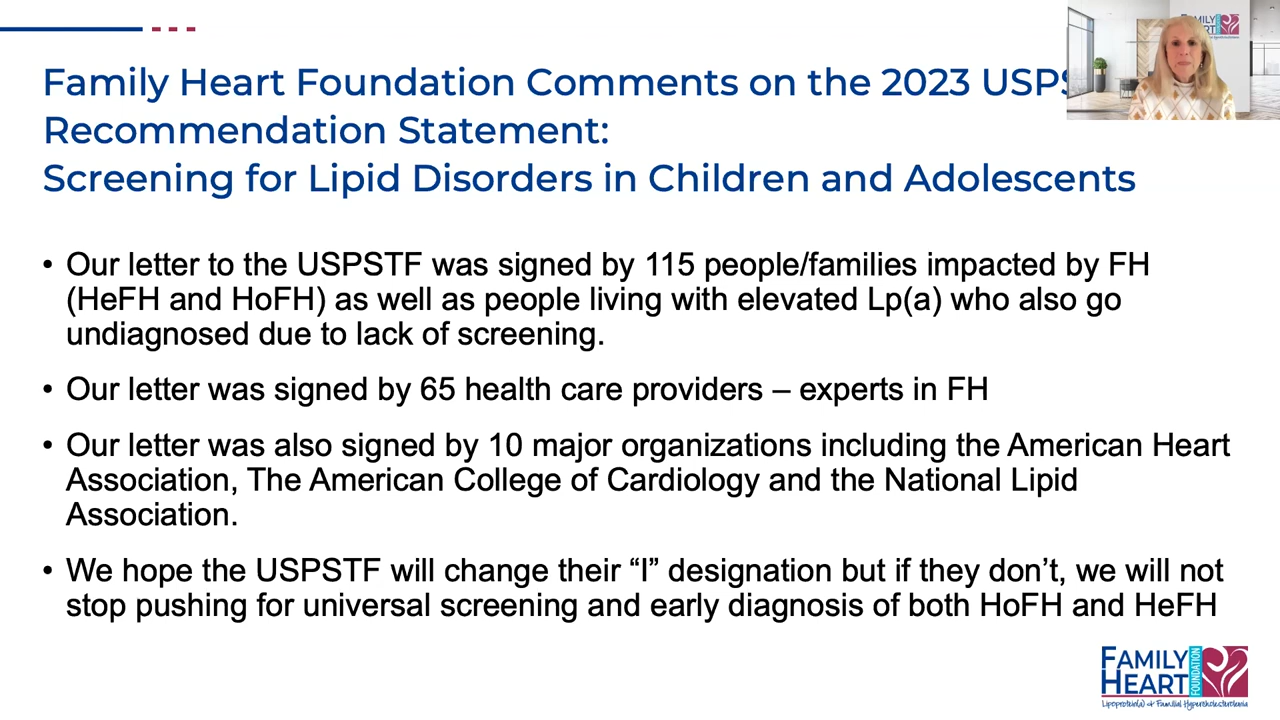 Family Heart Foundation Comments on the 2023
Recommendation Statement:
Screening for Lipid Disorders in Children and Adolescents
• Our letter to the USPSTF was signed by 115 people/families impacted by FH
(HeFH and HoFH) as well as people living with elevated Lp(a) who also go
undiagnosed due to lack of screening.
• Our letter was signed by 65 health care providers – experts in FH
• Our letter was also signed by 10 major organizations including the American Heart
Association, The American College of Cardiology and the National Lipid
Association.
• We hope the USPSTF will change their “I” designation but if they don’t, we will not
stop pushing for universal screening and early diagnosis of both HoFH and HeFH
FAMILY
HEART
FOUNDATION
Lipoprotein(a) & Familial Hypercholesterolemia